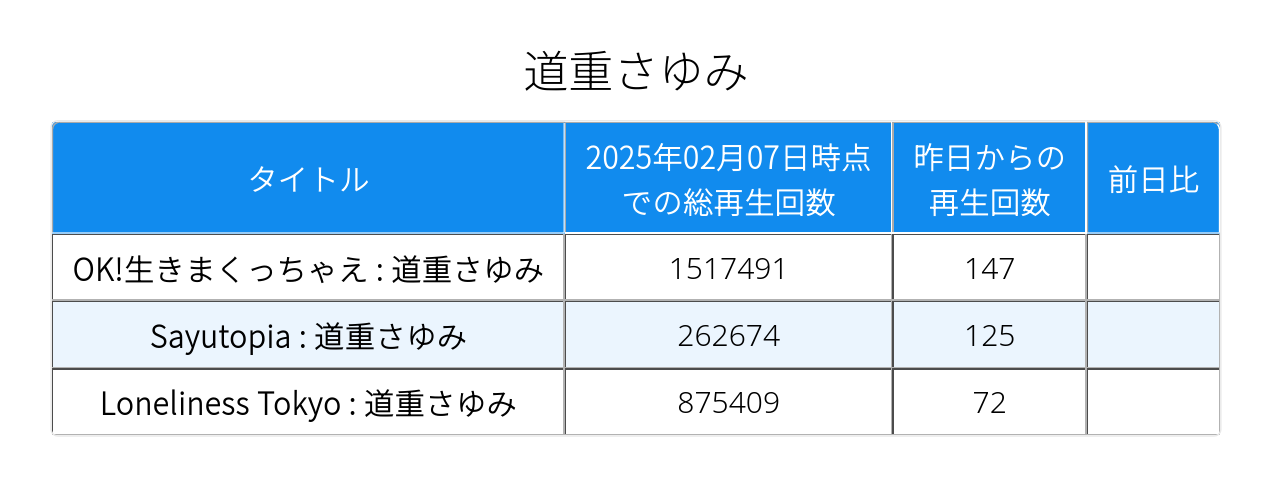 道重さゆみ
タイトル
2025年02月07日時点
での総再生回数
昨日からの
再生回数
前日比
OK!生きまくっちゃえ : 道重さゆみ
1517491
147
Sayutopia : 道重さゆみ
262674
125
Loneliness Tokyo : 道重さゆみ
875409
72